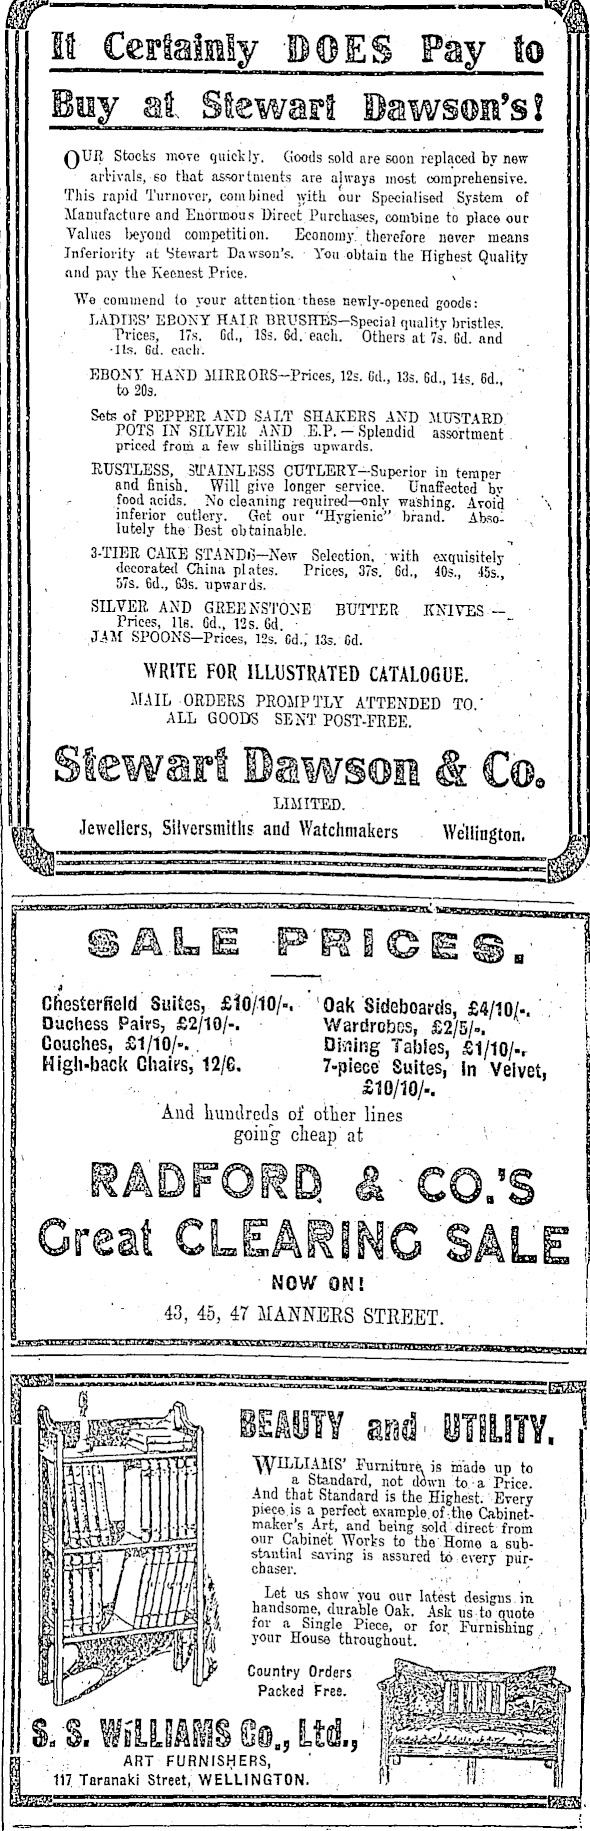 It Certainly DOES Pay to
Buy at Stewart Dawson's!
OUR Stocks move quickly. Goods sold are soon replaced by new
arrivals, so that assortments are always most comprehensive.
This rapid Turnover, combined with our Specialised System of
Manufacture and Enormous Direct Purchases, combine to place our
Values beyond competition. Economy therefore never means
Inferiority at Stewart Dawson's. You obtain the Highest Quality
and pay the Keenest Price.
We commend to your attention these newly-opened goods:
LADIES' EBONY HAIR BRUSHES—Special quality bristles.
Prices, 17s. 6d., 18s. 6d. each. Others at 7s. 6d. and
11s. 6d. each.
EBONY HAND MIRRORS—Prices, 12s. 6d., 13s. 6d., 14s. 6d.,
to 20s.
Sets of PEPPER AND SALT SHAKERS AND MUSTARD
POTS IN SILVER AND E.P.—Splendid assortment
priced from a few shillings upwards.
RUSTLESS, STAINLESS CUTLERY—Superior in temper
and finish. Will give longer service. Unaffected by
food acids. No cleaning required—only washing. Avoid
inferior cutlery. Get our "Hygienic" brand. Abso-
lutely the Best obtainable.
3-TIER CAKE STANDS—New Selection, with exquisitely
decorated China plates. Prices, 37s. 6d., 40s., 45s.,
57s. 6d., 63s. upwards.
SILVER AND GREENSTONE BUTTER KNIVES—
Prices, 11s. 6d., 12s. 6d.
JAM SPOONS—Prices, 12s. 6d., 13s. 6d.
WRITE FOR ILLUSTRATED CATALOGUE.
MAIL ORDERS PROMPTLY ATTENDED TO.
ALL GOODS SENT POST-FREE.
Stewart Dawson & Co.
LIMITED.
Jewellers, Silversmiths and Watchmakers Wellington.
SALE PRICES.
Chesterfield Suites, £10/10/-.
Duchess Pairs, £2/10/-.
Couches, £1/10/-.
High-back Chairs, 12/6.
Oak Sideboards, £4/10/-.
Wardrobes, £2/5/-.
Dining Tables, £1/10/-.
7-piece Suites, in Velvet,
£10/10/-.
And hundreds of other lines
going cheap at
RADFORD & CO.'S
Great CLEARING SALE
NOW ON!
43, 45, 47 MANNERS STREET.
BEAUTY and UTILITY.
WILLIAMS' Furniture is made up to
a Standard, not down to a Price.
And that Standard is the Highest. Every
piece is a perfect example of the Cabinet-
maker's Art, and being sold direct from
our Cabinet Works to the Home a sub-
stantial saving is assured to every pur-
chaser.
Let us show you our latest designs in
handsome, durable Oak. Ask us to quote
for a Single Piece, or for Furnishing
your House throughout.
Country Orders
Packed Free.
S. S. WILLIAMS Co., Ltd.,
ART FURNISHERS,
117 Taranaki Street, WELLINGTON.